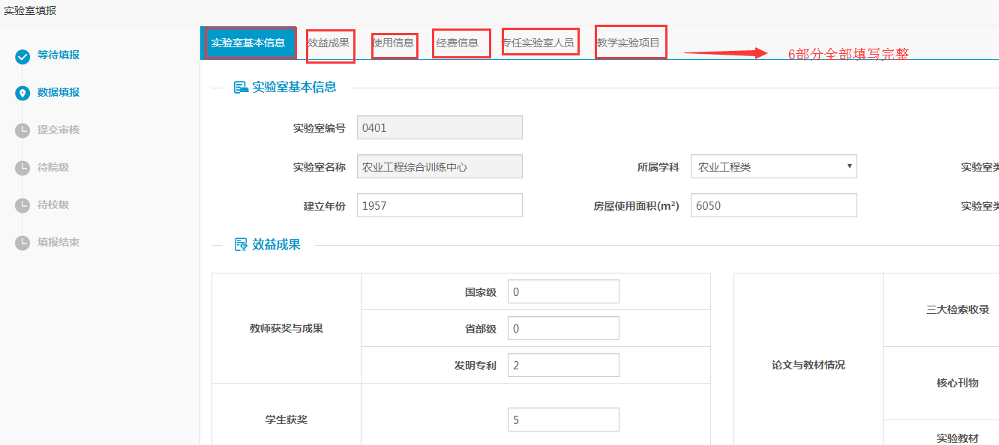 实验室填报
实验室基本信息 效益成果 使用信息 经费信息 专任实验室人员 教学实验项目
6部分全部填写完整
等待填报
数据填报
提交审核
待院级
待校级
填报结束
实验室基本信息
实验室编号 0401
实验室名称 农业工程综合训练中心 所属学科 农业工程类 实验室类
建立年份 1957 房屋使用面积(m²) 6050 实验室类
效益成果
教师获奖与成果
国家级 0
省部级 0
发明专利 2
学生获奖 5
论文与教材情况
三大检索收录
核心刊物
实验教材